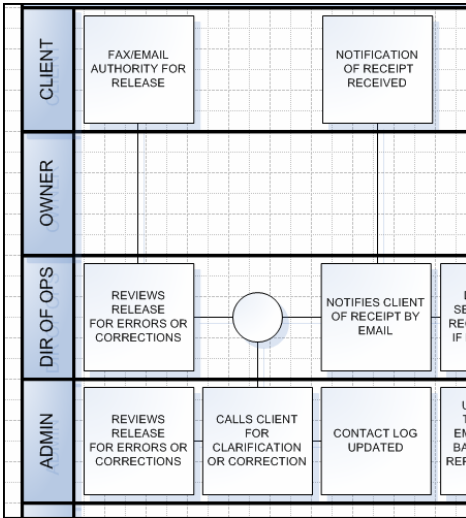 CLIENT
FAX/EMAIL
AUTHORITY FOR
RELEASE
NOTIFICATION
OF RECEIPT
RECEIVED
OWNER
DIR OF OPS
REVIEWS
RELEASE
FOR ERRORS OR
CORRECTIONS
NOTIFIES CLIENT
OF RECEIPT BY
EMAIL
ADMIN
REVIEWS
RELEASE
FOR ERRORS OR
CORRECTIONS
CALLS CLIENT
FOR
CLARIFICATION
OR CORRECTION
CONTACT LOG
UPDATED